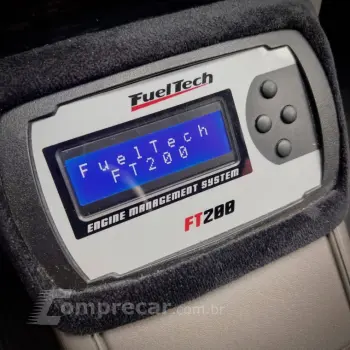 FuelTech
FuelTech
FT200
ENGINE MANAGEMENT SYSTEM
FT200
comprecar.com.br